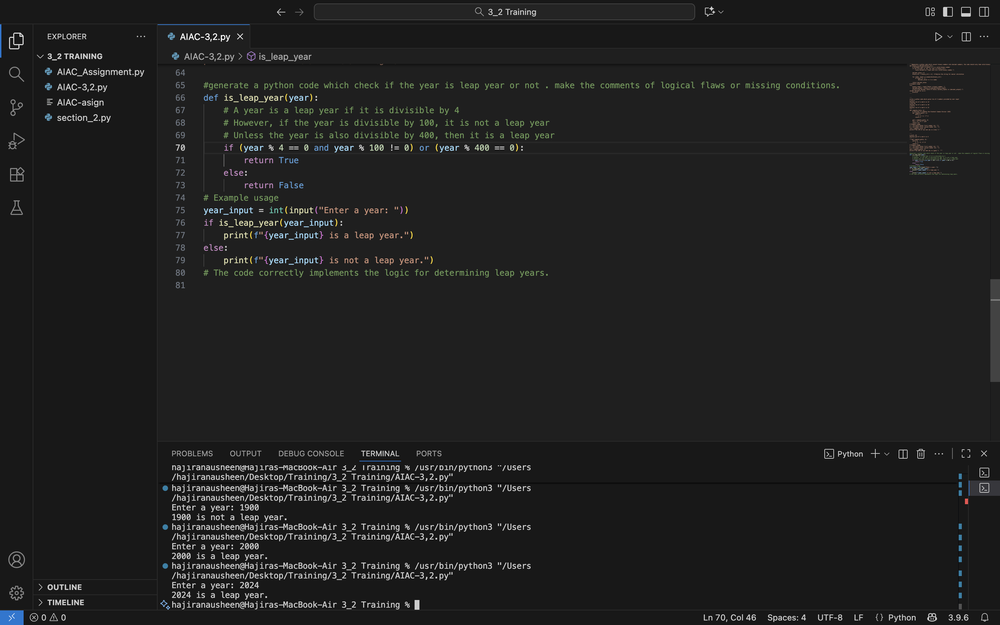 3_2 Training
EXPLORER
3_2 TRAINING
AIAC_Assignment.py
AIAC-3,2.py
AIAC-asign
section_2.py
OUTLINE
TIMELINE
AIAC-3,2.py
AIAC-3,2.py > is_leap_year
64
65 #generate a python code which check if the year is leap year or not . make the comments of logical flaws or missing conditions.
66 def is_leap_year(year):
67     # A year is a leap year if it is divisible by 4
68     # However, if the year is divisible by 100, it is not a leap year
69     # Unless the year is also divisible by 400, then it is a leap year
70     if (year % 4 == 0 and year % 100 != 0) or (year % 400 == 0):
71         return True
72     else:
73         return False
74 # Example usage
75 year_input = int(input("Enter a year: "))
76 if is_leap_year(year_input):
77     print(f"{year_input} is a leap year.")
78 else:
79     print(f"{year_input} is not a leap year.")
80 # The code correctly implements the logic for determining leap years.
81
PROBLEMS OUTPUT DEBUG CONSOLE TERMINAL PORTS
Python
hajiranausheen@Hajiras-MacBook-Air 3_2 Training % /usr/bin/python3 "/Users
/hajiranausheen/Desktop/Training/3_2 Training/AIAC-3,2.py"
hajiranausheen@Hajiras-MacBook-Air 3_2 Training % /usr/bin/python3 "/Users
/hajiranausheen/Desktop/Training/3_2 Training/AIAC-3,2.py"
Enter a year: 1900
1900 is not a leap year.
hajiranausheen@Hajiras-MacBook-Air 3_2 Training % /usr/bin/python3 "/Users
/hajiranausheen/Desktop/Training/3_2 Training/AIAC-3,2.py"
Enter a year: 2000
2000 is a leap year.
hajiranausheen@Hajiras-MacBook-Air 3_2 Training % /usr/bin/python3 "/Users
/hajiranausheen/Desktop/Training/3_2 Training/AIAC-3,2.py"
Enter a year: 2024
2024 is a leap year.
hajiranausheen@Hajiras-MacBook-Air 3_2 Training %
0 0 Ln 70, Col 46 Spaces: 4 UTF-8 LF {} Python 3.9.6